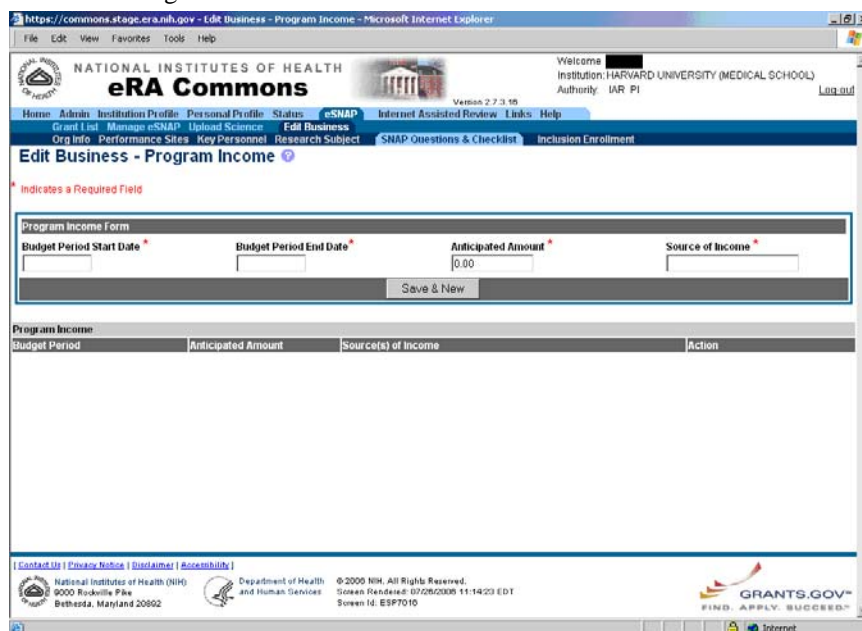 https://commons.stage.era.nih.gov - Edit Business - Program Income - Microsoft Internet Explorer
File Edit View Favorites Tools Help
NATIONAL INSTITUTES OF HEALTH
eRA Commons
Version 2.7.3.16
Welcome
Institution: HARVARD UNIVERSITY (MEDICAL SCHOOL)
Authority: IAR PI
Log out
Home Admin Institution Profile Personal Profile Status eSNAP Internet Assisted Review Links Help
Grant List Manage eSNAP Upload Science Edit Business
Org Info Performance Sites Key Personnel Research Subject SNAP Questions & Checklist Inclusion Enrollment
Edit Business - Program Income ?
* Indicates a Required Field
Program Income Form
Budget Period Start Date * Budget Period End Date * Anticipated Amount * Source of Income *
0.00
Save & New
Program Income
Budget Period Anticipated Amount Source(s) of Income Action
[ Contact Us | Privacy Notice | Disclaimer | Accessibility ]
National Institutes of Health (NIH)
9000 Rockville Pike
Bethesda, Maryland 20892
Department of Health
and Human Services
© 2006 NIH. All Rights Reserved.
Screen Rendered: 07/26/2006 11:14:23 EDT
Screen Id: ESP7016
GRANTS.GOV℠
FIND. APPLY. SUCCEED.℠
Internet